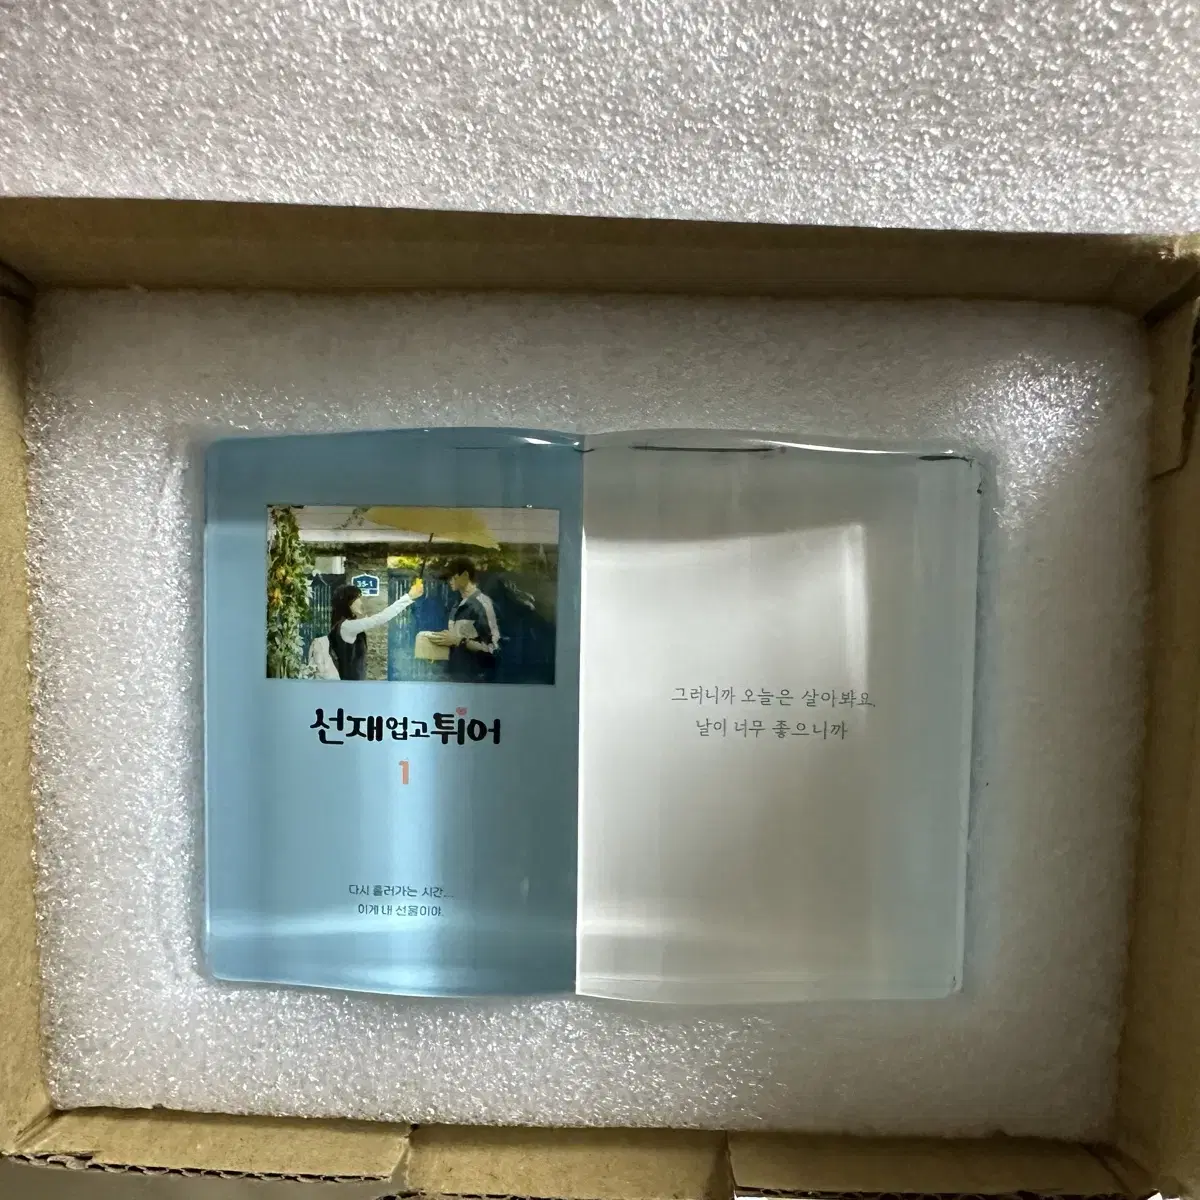 35-1
선재 업고 튀어
1
다시 흘러가는 시간...
이게 내 선물이야.
그러니까 오늘은 살아봐요.
날이 너무 좋으니까